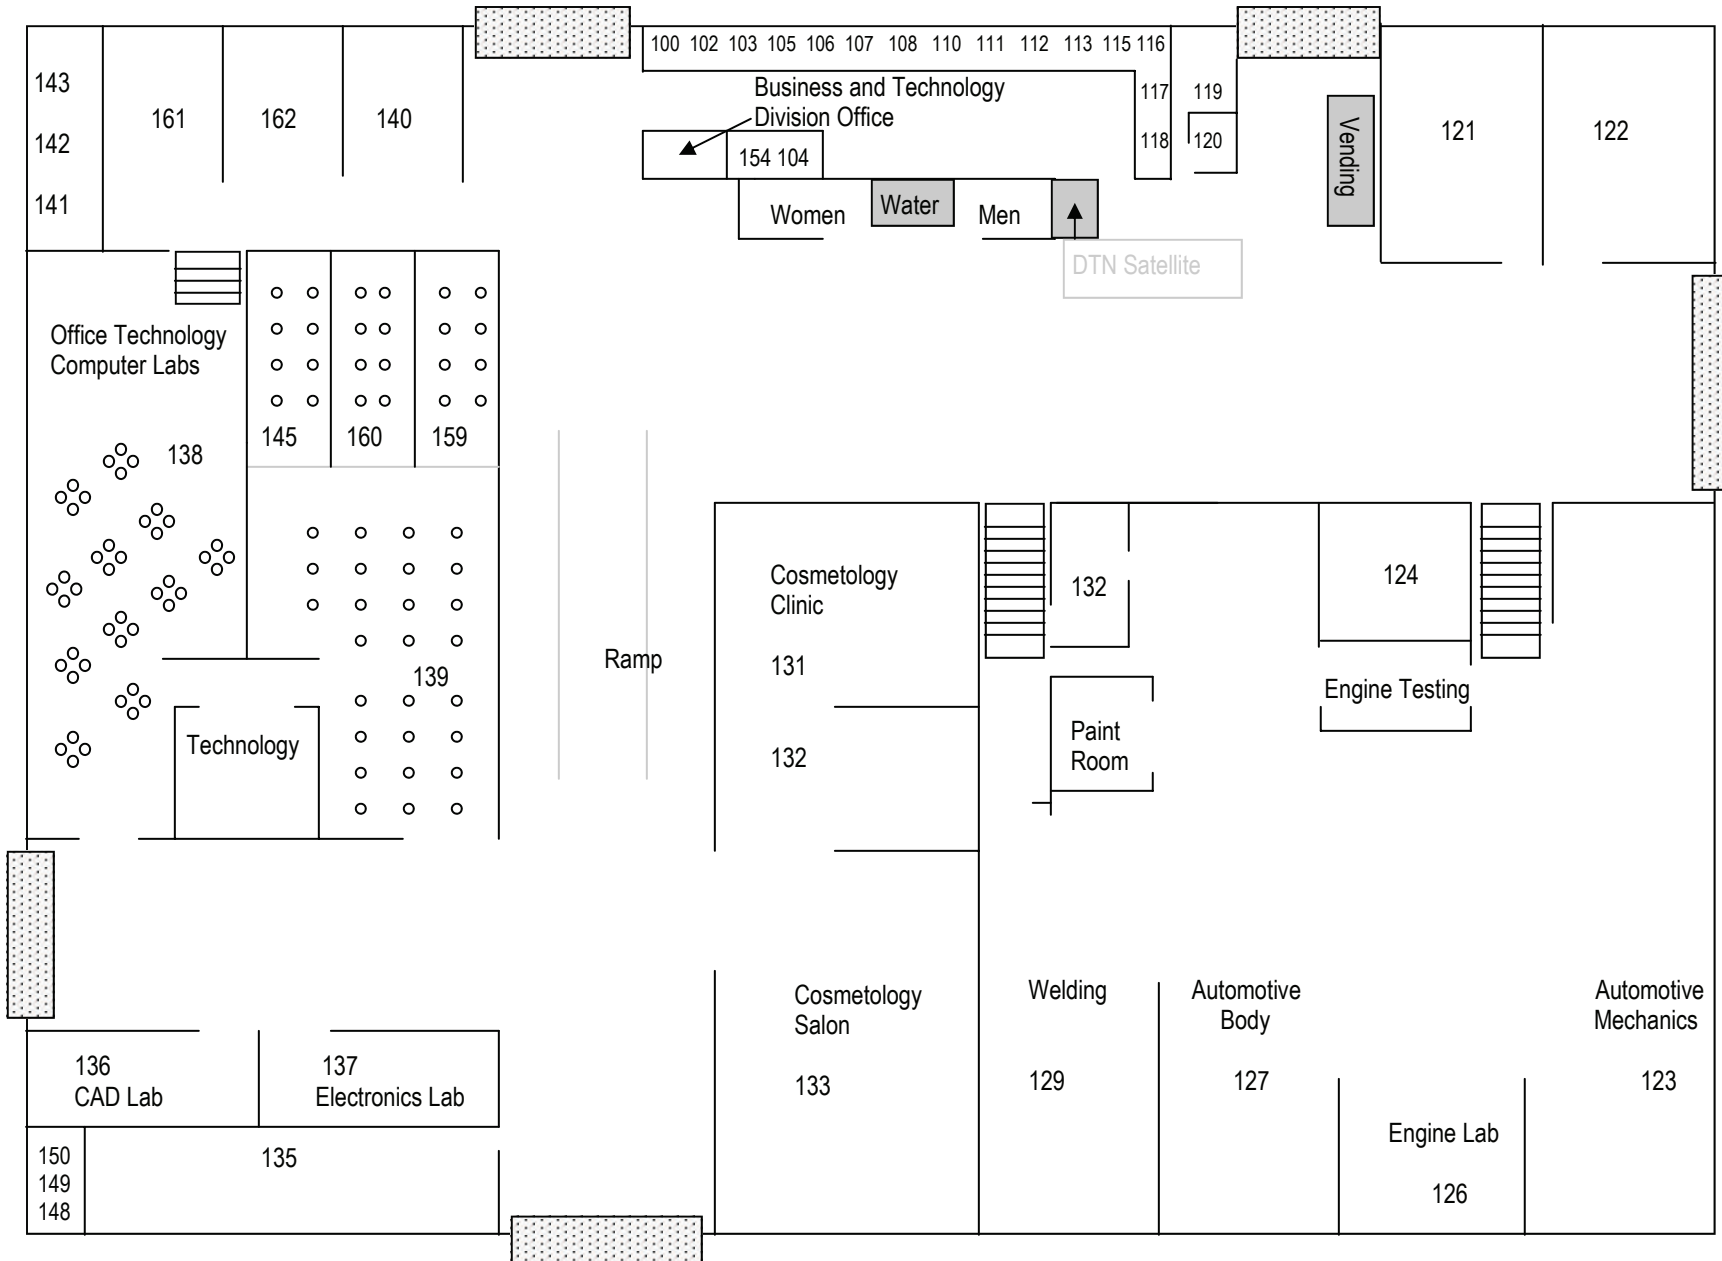 100 102 103 105 106 107 108 110 111 112 113 115 116
143
142
141
161
162
140
Business and Technology
Division Office
154 104
117
118
119
120
Vending
121
122
Women
Water
Men
DTN Satellite
Office Technology
Computer Labs
138
145
160
159
139
Technology
Ramp
Cosmetology
Clinic
131
132
132
124
Engine Testing
Paint
Room
Cosmetology
Salon
133
Welding
129
Automotive
Body
127
Automotive
Mechanics
123
Engine Lab
126
136
CAD Lab
137
Electronics Lab
135
150
149
148